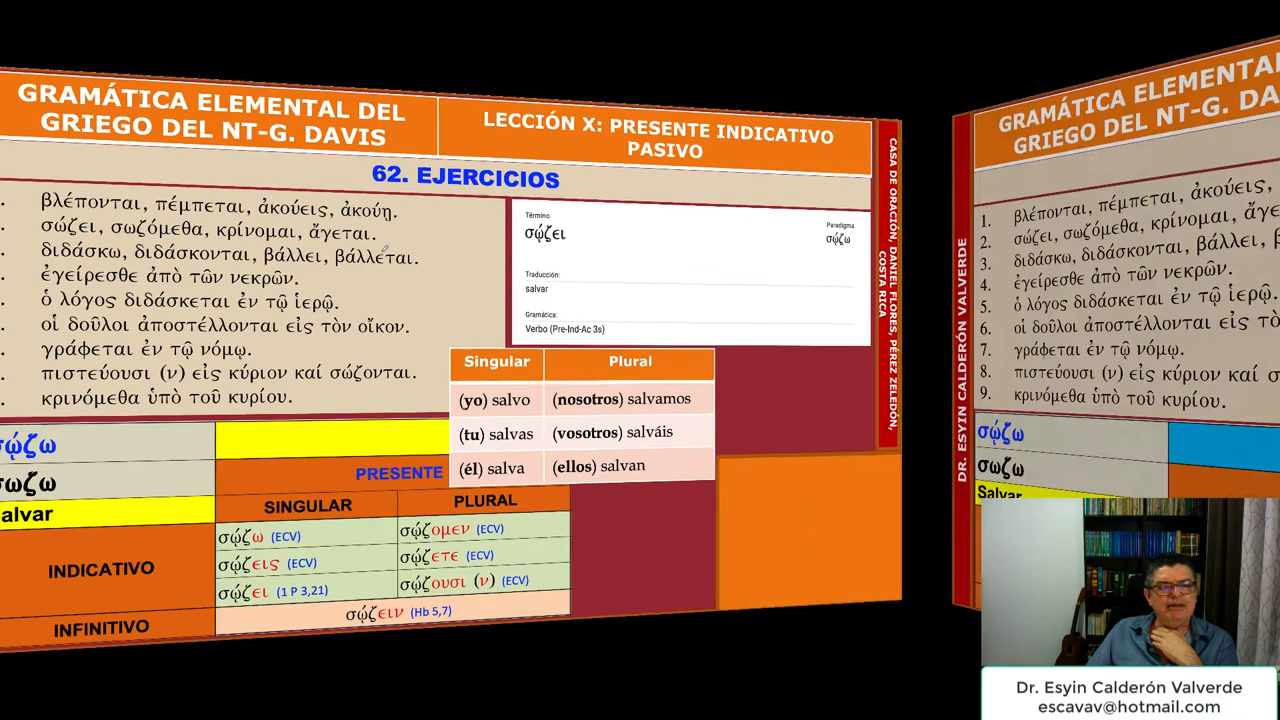 GRAMÁTICA ELEMENTAL DEL
GRIEGO DEL NT-G. DAVIS
LECCIÓN X: PRESENTE INDICATIVO
PASIVO
62. EJERCICIOS
βλέπονται, πέμπεται, ἀκούεις, ἀκούῃ.
σώζει, σωζόμεθα, κρίνομαι, ἄγεται.
διδάσκω, διδάσκονται, βάλλει, βάλλεται.
ἐγείρεσθε ἀπὸ τῶν νεκρῶν.
ὁ λόγος διδάσκεται ἐν τῷ ἱερῷ.
οἱ δοῦλοι ἀποστέλλονται εἰς τὸν οἶκον.
γράφεται ἐν τῷ νόμῳ.
πιστεύουσι (ν) εἰς κύριον καί σώζονται.
κρινόμεθα ὑπὸ τοῦ κυρίου.
Término
σῴζει
Paradigma
σῴζω
Traducción:
salvar
Gramática:
Verbo (Pre-Ind-Ac 3s)
Singular Plural
(yo) salvo (nosotros) salvamos
(tu) salvas (vosotros) salváis
(él) salva (ellos) salvan
σῴζω
σωζω
alvar
PRESENTE
SINGULAR PLURAL
INDICATIVO
σῴζω (ECV) σῴζομεν (ECV)
σῴζεις (ECV) σῴζετε (ECV)
σῴζει (1 P 3,21) σῴζουσι (ν) (ECV)
INFINITIVO σῴζειν (Hb 5,7)
CASA DE ORACIÓN, DANIEL FLORES, PÉREZ ZELEDÓN,
COSTA RICA
DR. ESYIN CALDERÓN VALVERDE
GRAMÁTICA ELEMENTA
GRIEGO DEL NT-G. DA
1. βλέπονται, πέμπεται, ἀκούεις,
2. σώζει, σωζόμεθα, κρίνομαι, ἄγε
3. διδάσκω, διδάσκονται, βάλλει, β
4. ἐγείρεσθε ἀπὸ τῶν νεκρῶν.
5. ὁ λόγος διδάσκεται ἐν τῷ ἱερῷ.
6. οἱ δοῦλοι ἀποστέλλονται εἰς τὸ
7. γράφεται ἐν τῷ νόμῳ.
8. πιστεύουσι (ν) εἰς κύριον καί σ
9. κρινόμεθα ὑπὸ τοῦ κυρίου.
σῴζω
σωζω
Salvar
Dr. Esyin Calderón Valverde
escavav@hotmail.com